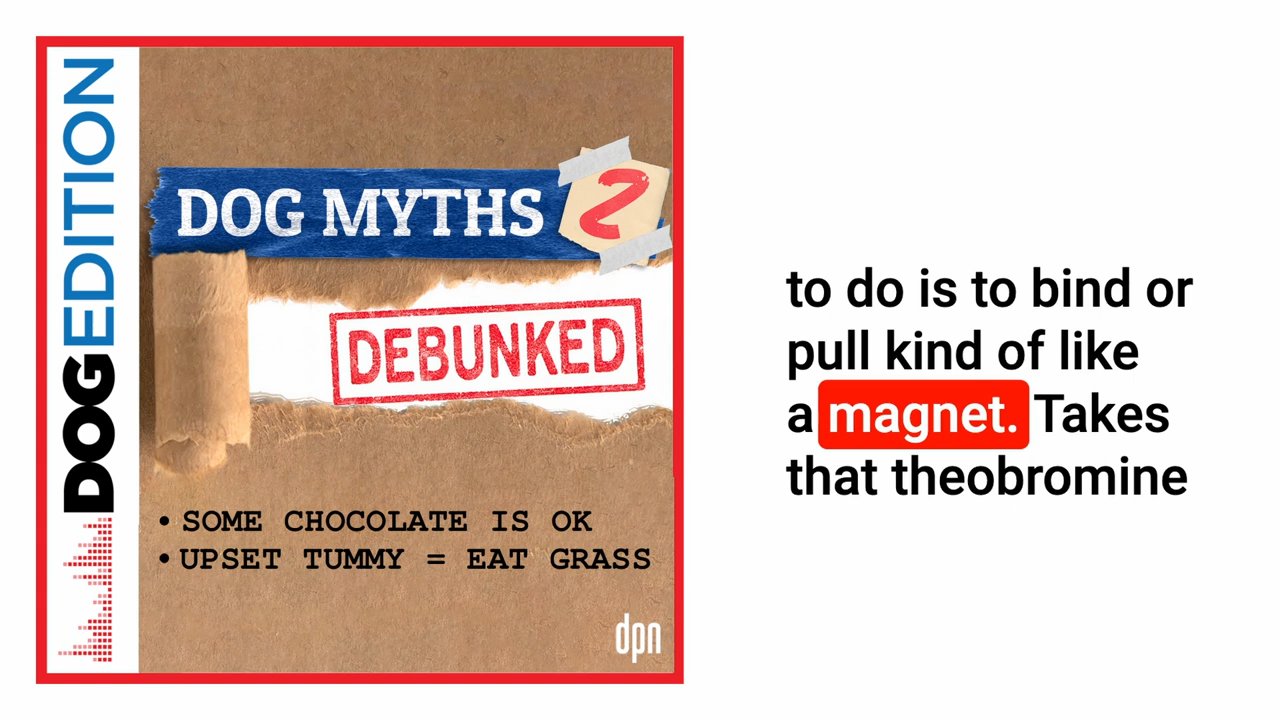 DOGEDITION
DOG MYTHS 2
DEBUNKED
• SOME CHOCOLATE IS OK
• UPSET TUMMY = EAT GRASS
dpn
to do is to bind or
pull kind of like
a magnet. Takes
that theobromine